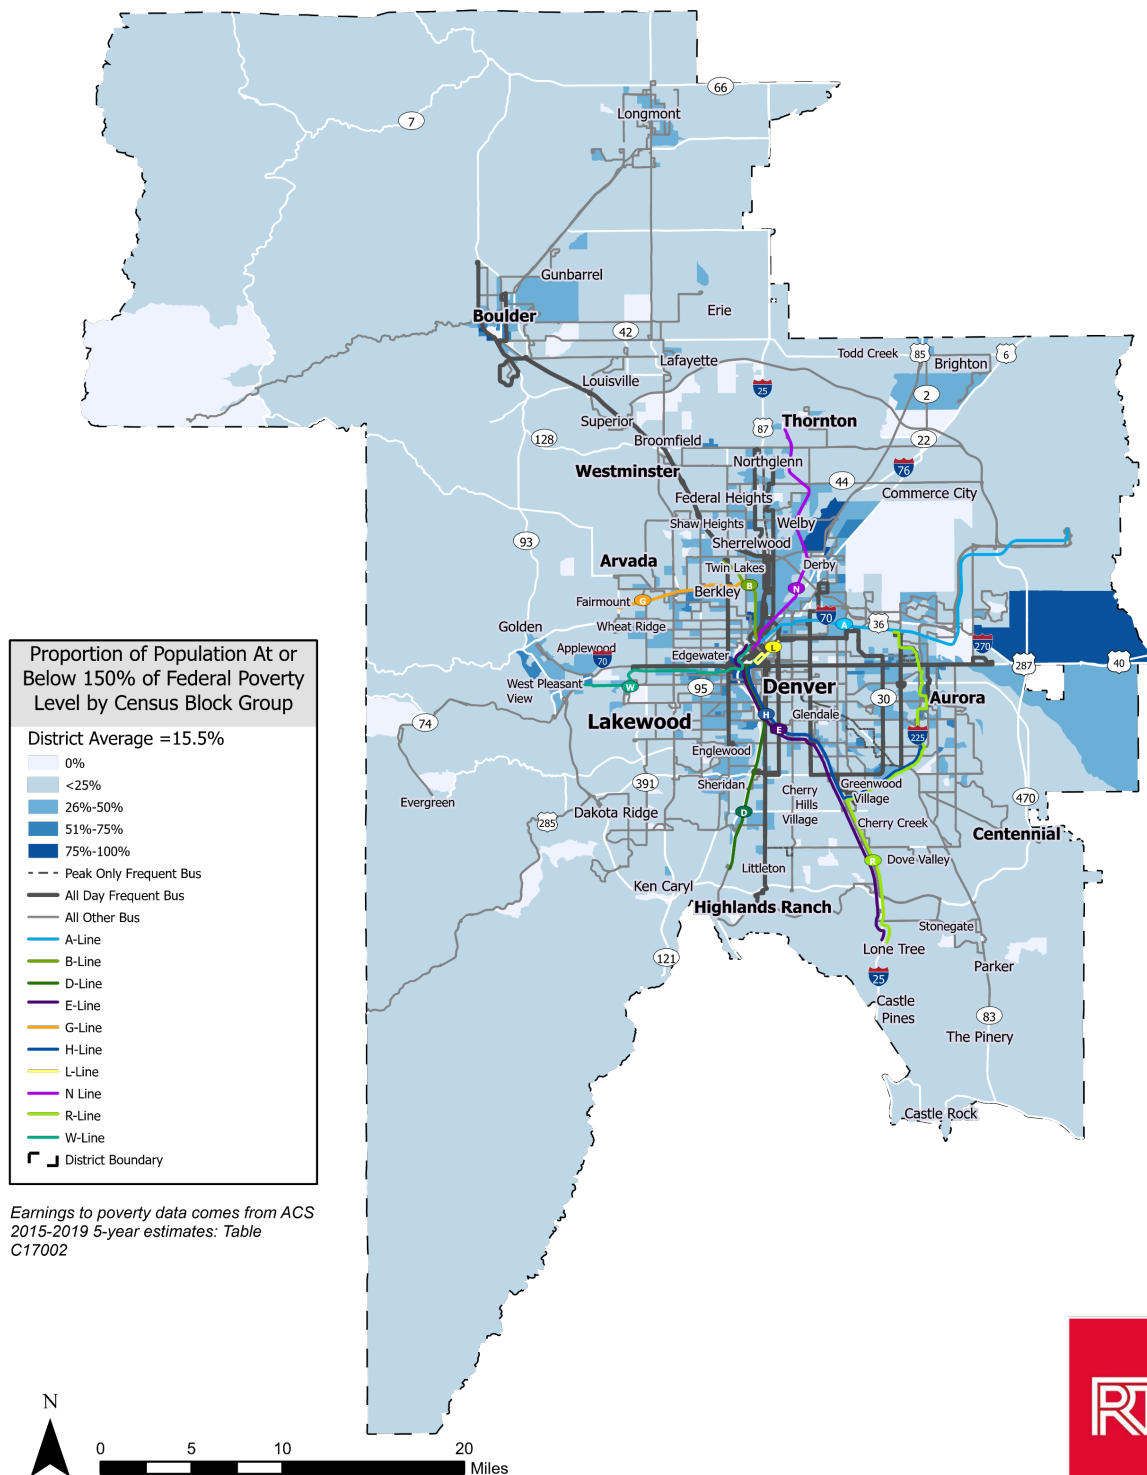 66
7
Longmont
Gunbarrel
Boulder
Erie
42
Lafayette
Todd Creek
85
Brighton
6
Louisville
25
2
Superior
87
Thornton
128
Broomfield
22
Westminster
Northglenn
76
44
Federal Heights
Commerce City
Shaw Heights
Welby
93
Sherrelwood
Arvada
Twin Lakes
Derby
B
N
Berkley
G
Fairmount
70
A
36
Golden
Wheat Ridge
Applewood
70
Edgewater
L
270
287
40
West Pleasant
View
W
95
Denver
30
Aurora
74
Lakewood
H
Glendale
E
225
Englewood
Evergreen
391
Sheridan
Cherry
Hills
Village
Greenwood
Village
470
285
Dakota Ridge
D
Cherry Creek
Centennial
R
Dove Valley
Littleton
Ken Caryl
Highlands Ranch
Stonegate
121
Lone Tree
25
Parker
Castle
Pines
83
The Pinery
Castle Rock
Proportion of Population At or
Below 150% of Federal Poverty
Level by Census Block Group
District Average =15.5%
0%
<25%
26%-50%
51%-75%
75%-100%
Peak Only Frequent Bus
All Day Frequent Bus
All Other Bus
A-Line
B-Line
D-Line
E-Line
G-Line
H-Line
L-Line
N Line
R-Line
W-Line
District Boundary
Earnings to poverty data comes from ACS
2015-2019 5-year estimates: Table
C17002
N
0 5 10 20
Miles